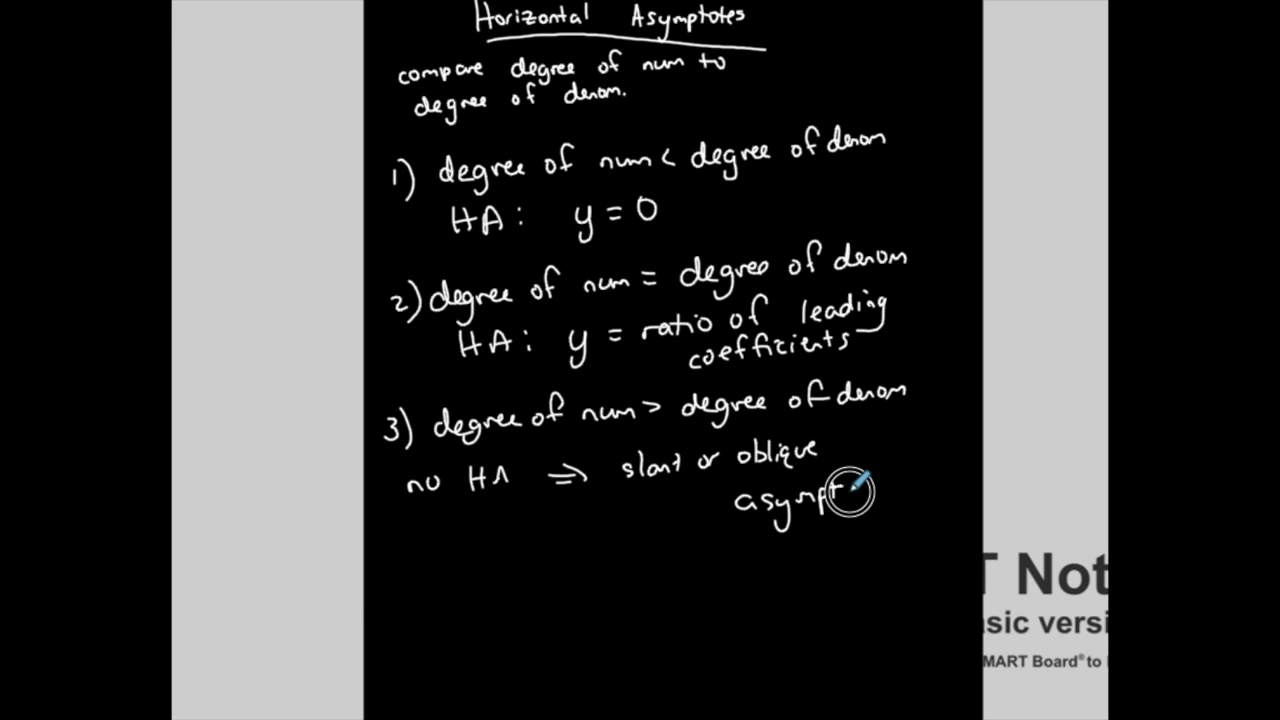 Horizontal Asymptotes
compare degree of num to
degree of denom.
1) degree of num < degree of denom
HA: y = 0
2) degree of num = degree of denom
HA: y = ratio of leading
coefficients
3) degree of num > degree of denom
no HA ⇒ slant or oblique
asympt
T Not
asic versi
MART Board® to